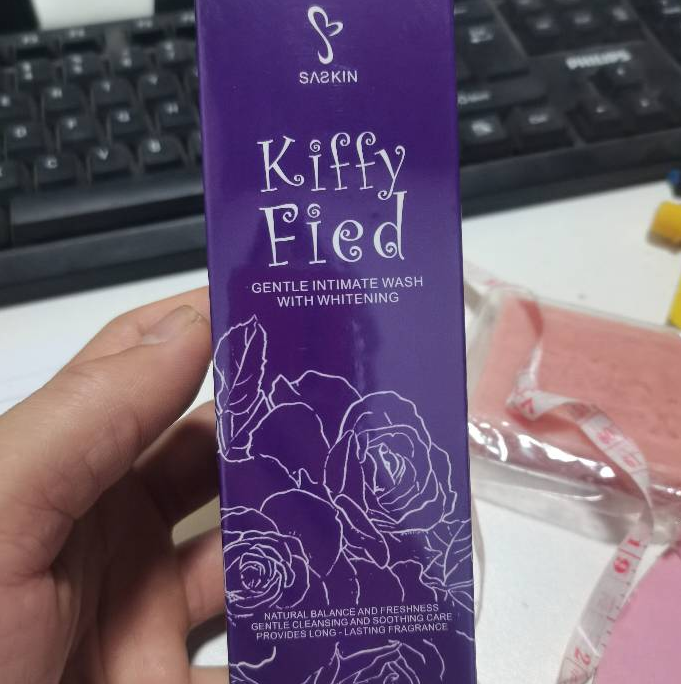 SASKIN
Kiffy
Fied
GENTLE INTIMATE WASH
WITH WHITENING
NATURAL BALANCE AND FRESHNESS
GENTLE CLEANSING AND SOOTHING CARE
PROVIDES LONG - LASTING FRAGRANCE
PHILIPS